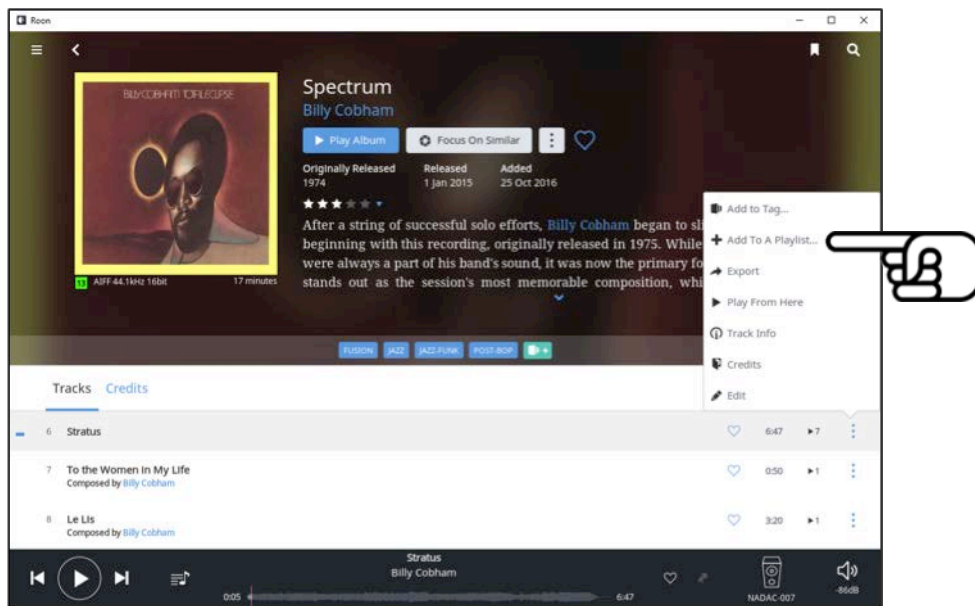 Roon
BILLY COBHAM TOTAL ECLIPSE
Spectrum
Billy Cobham
Play Album
Focus On Similar
Originally Released
Released
Added
1974
1 Jan 2015
25 Oct 2016
After a string of successful solo efforts, Billy Cobham began to sli
beginning with this recording, originally released in 1975. While
were always a part of his band's sound, it was now the primary fo
stands out as the session's most memorable composition, whi
13 AIFF 44.1kHz 16bit
17 minutes
FUSION
JAZZ
JAZZ-FUNK
POST-BOP
Add to Tag...
Add To A Playlist...
Export
Play From Here
Track Info
Credits
Edit
Tracks
Credits
6 Stratus 6:47 7
7 To the Women In My Life 0:50 1
Composed by Billy Cobham
8 Le Lis 3:20 1
Composed by Billy Cobham
Stratus
Billy Cobham
0:05
6:47
NADAC-007
-86dB